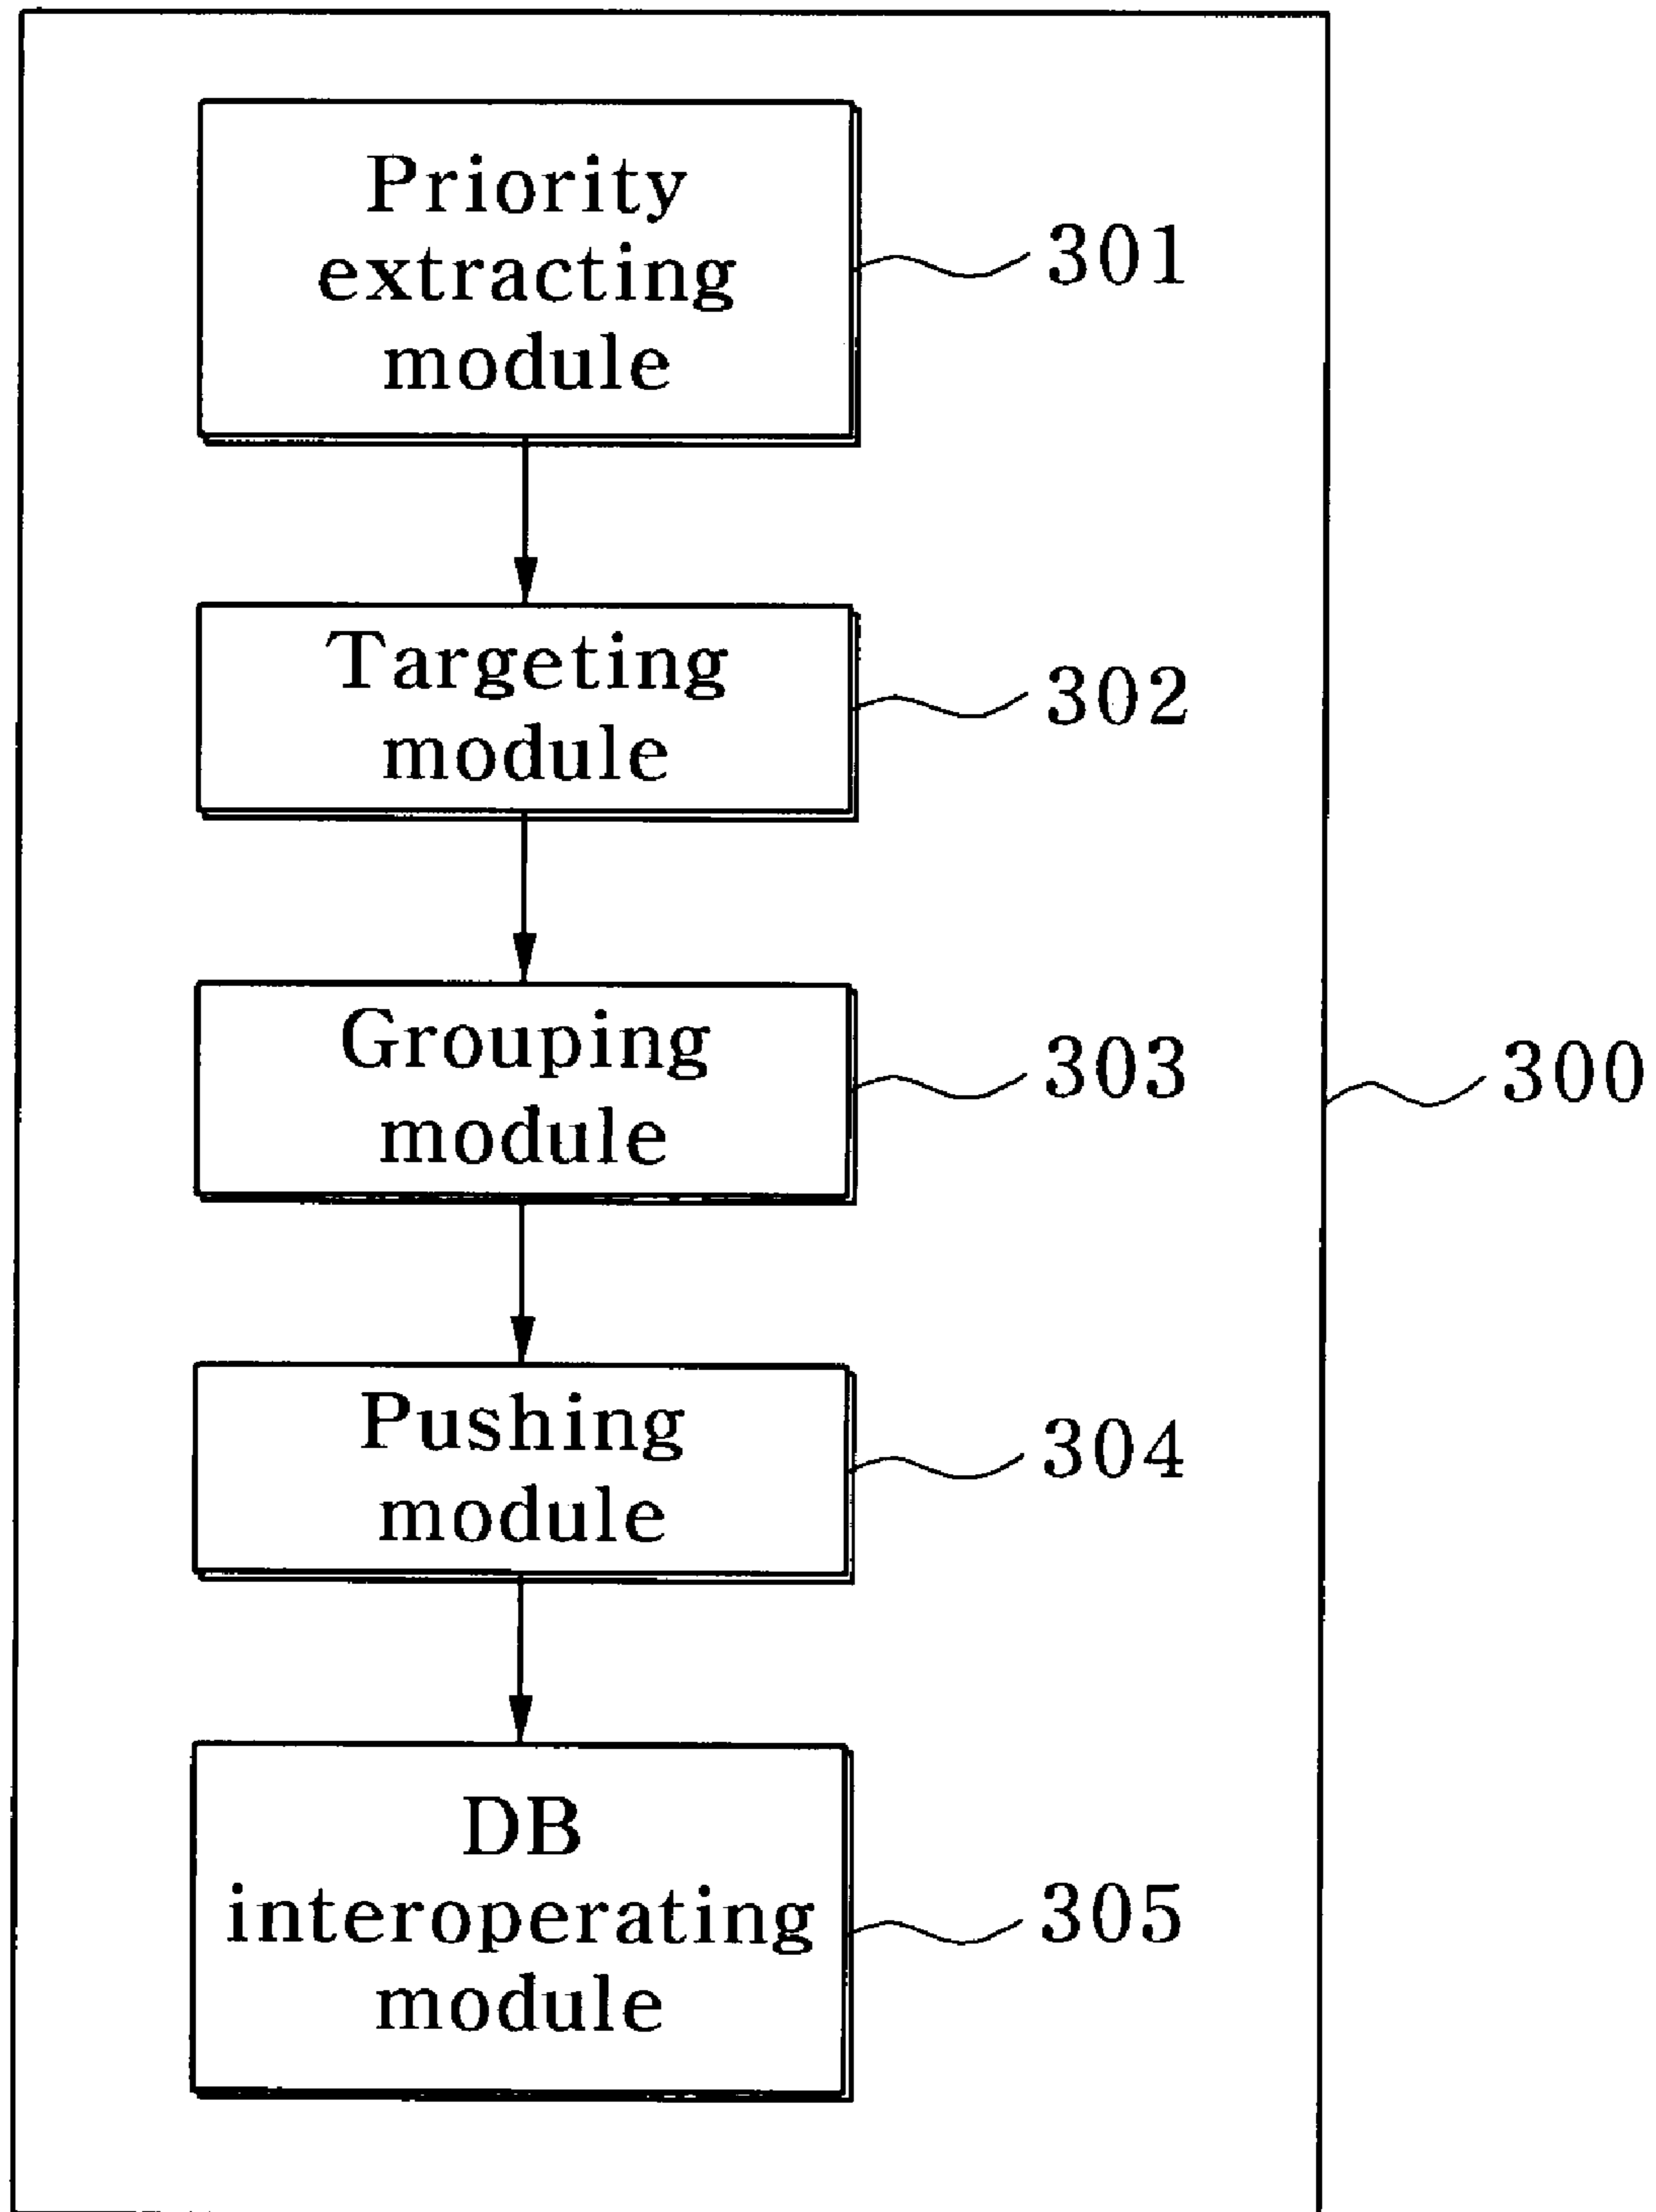 Priority
extracting
module
301
Targeting
module
302
Grouping
module
303
300
Pushing
module
304
DB
interoperating
module
305